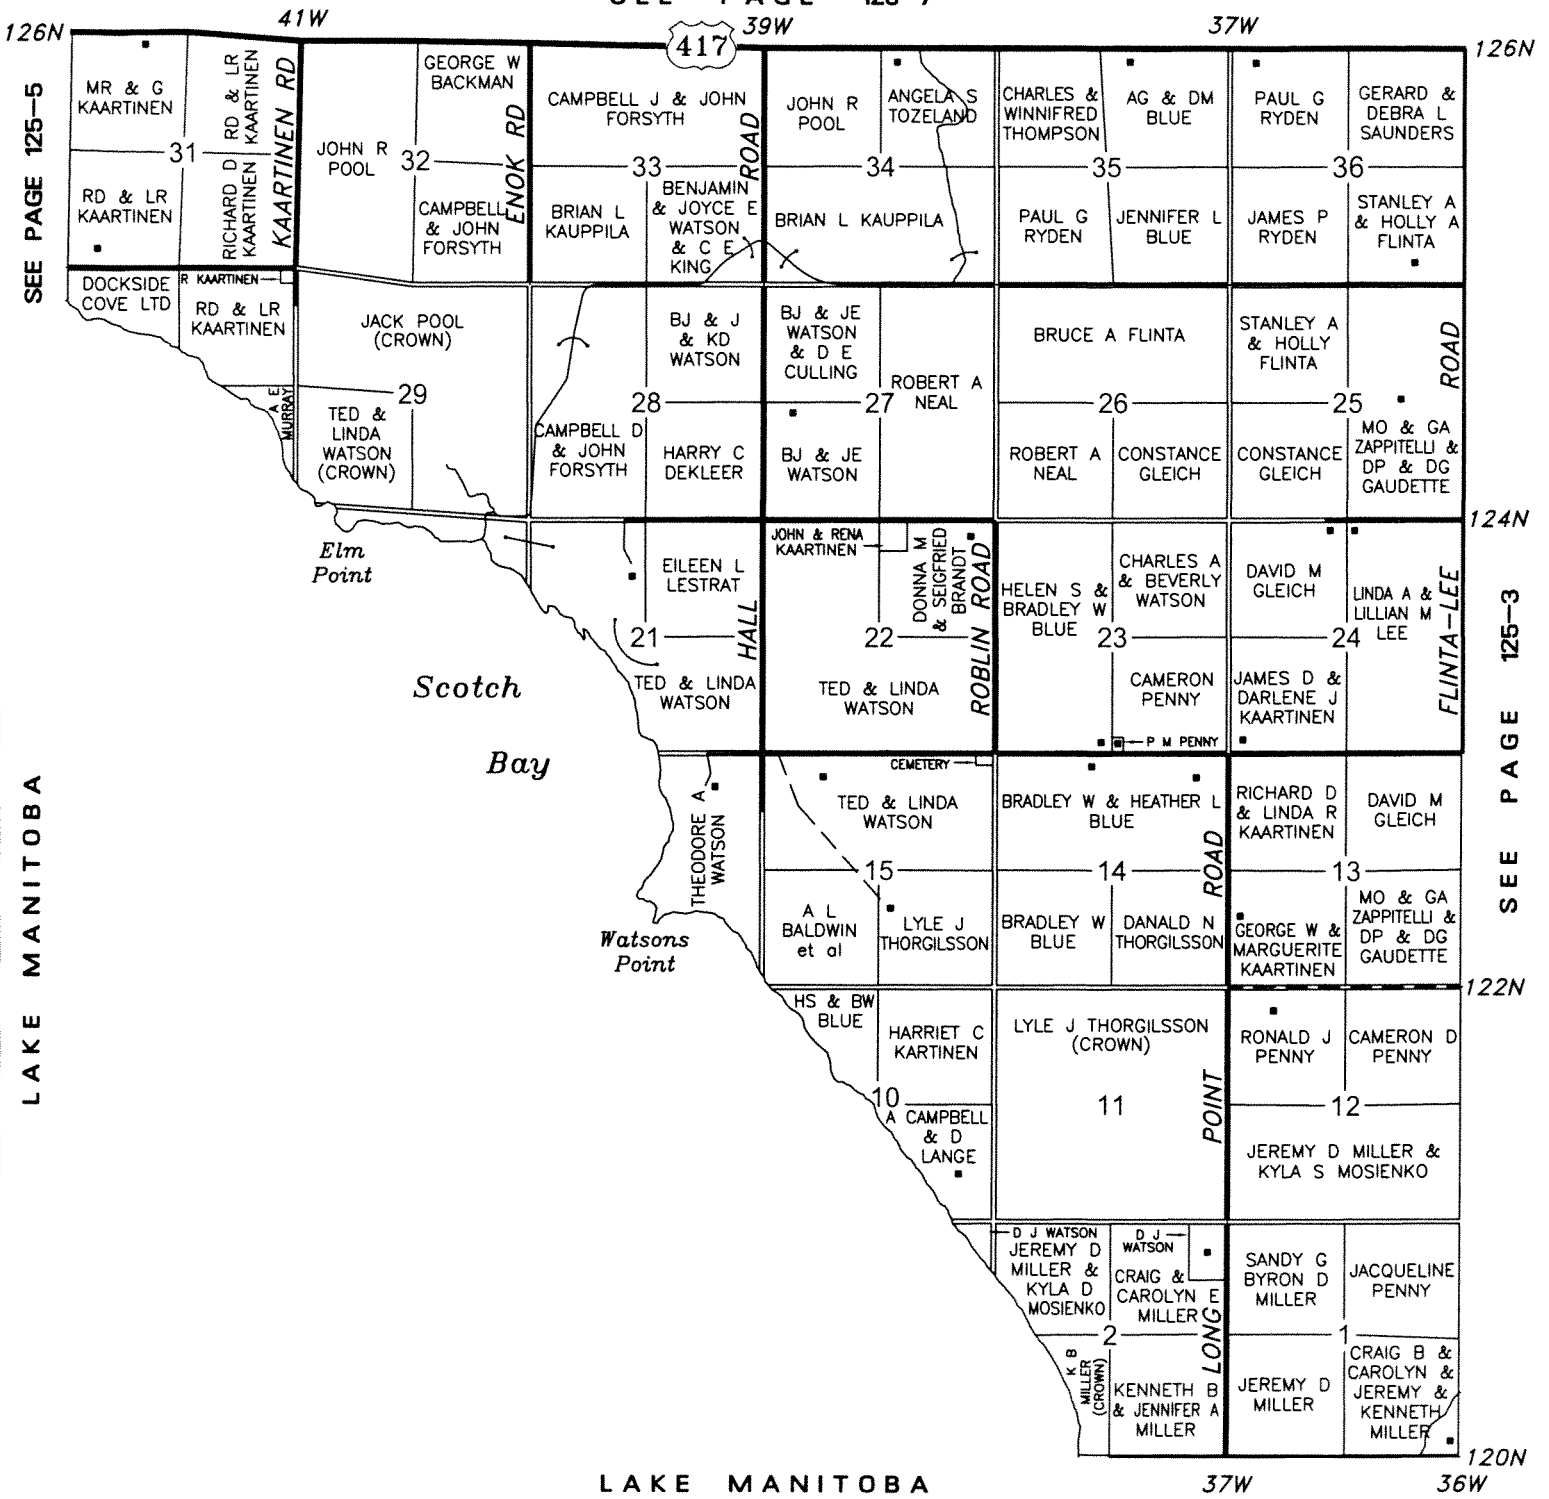 SEE PAGE 126-7
126N
41W
39W
37W
126N
417
SEE PAGE 125-5
MR & G
KAARTINEN
RICHARD D RD & LR
KAARTINEN KAARTINEN
KAARTINEN RD
31
RD & LR
KAARTINEN
JOHN R
POOL
32
GEORGE W
BACKMAN
ENOK RD
CAMPBELL
& JOHN
FORSYTH
CAMPBELL J & JOHN
FORSYTH
33
ROAD
BRIAN L
KAUPPILA
BENJAMIN
& JOYCE E
WATSON
& C E
KING
JOHN R
POOL
ANGELA S
TOZELAND
34
BRIAN L KAUPPILA
CHARLES &
WINNIFRED
THOMPSON
AG & DM
BLUE
35
PAUL G
RYDEN
JENNIFER L
BLUE
PAUL G
RYDEN
GERARD &
DEBRA L
SAUNDERS
36
JAMES P
RYDEN
STANLEY A
& HOLLY A
FLINTA
DOCKSIDE
COVE LTD
R KAARTINEN
RD & LR
KAARTINEN
A E
MURRAY
JACK POOL
(CROWN)
29
TED &
LINDA
WATSON
(CROWN)
BJ & J
& KD
WATSON
28
CAMPBELL D
& JOHN
FORSYTH
HARRY C
DEKLEER
BJ & JE
WATSON
& D E
CULLING
27
ROBERT A
NEAL
BJ & JE
WATSON
BRUCE A FLINTA
26
ROBERT A
NEAL
CONSTANCE
GLEICH
STANLEY A
& HOLLY
FLINTA
25
ROAD
CONSTANCE
GLEICH
MO & GA
ZAPPITELLI &
DP & DG
GAUDETTE
124N
Elm
Point
EILEEN L
LESTRAT
21
HALL
TED & LINDA
WATSON
JOHN & RENA
KAARTINEN
DONNA M
& SEIGFRIED
BRANDT
22
ROBLIN ROAD
TED & LINDA
WATSON
HELEN S &
BRADLEY W
BLUE
CHARLES A
& BEVERLY
WATSON
23
CAMERON
PENNY
P M PENNY
DAVID M
GLEICH
LINDA A &
LILLIAN M
LEE
24
FLINTA-LEE
JAMES D &
DARLENE J
KAARTINEN
SEE PAGE 125-3
Scotch
Bay
LAKE MANITOBA
THEODORE A
WATSON
Watsons
Point
CEMETERY
TED & LINDA
WATSON
15
A L
BALDWIN
et al
LYLE J
THORGILSSON
BRADLEY W & HEATHER L
BLUE
14
ROAD
BRADLEY W
BLUE
DANALD N
THORGILSSON
RICHARD D
& LINDA R
KAARTINEN
DAVID M
GLEICH
13
GEORGE W &
MARGUERITE
KAARTINEN
MO & GA
ZAPPITELLI &
DP & DG
GAUDETTE
122N
HS & BW
BLUE
HARRIET C
KARTINEN
10
A CAMPBELL
& D
LANGE
LYLE J THORGILSSON
(CROWN)
11
POINT
RONALD J
PENNY
CAMERON D
PENNY
12
JEREMY D MILLER &
KYLA S MOSIENKO
D J WATSON
JEREMY D
MILLER &
KYLA D
MOSIENKO
D J
WATSON
CRAIG &
CAROLYN E
MILLER
2
LONG
K B
MILLER
(CROWN)
KENNETH B
& JENNIFER A
MILLER
SANDY G
BYRON D
MILLER
JACQUELINE
PENNY
1
JEREMY D
MILLER
CRAIG B &
CAROLYN &
JEREMY &
KENNETH
MILLER
120N
LAKE MANITOBA
37W
36W